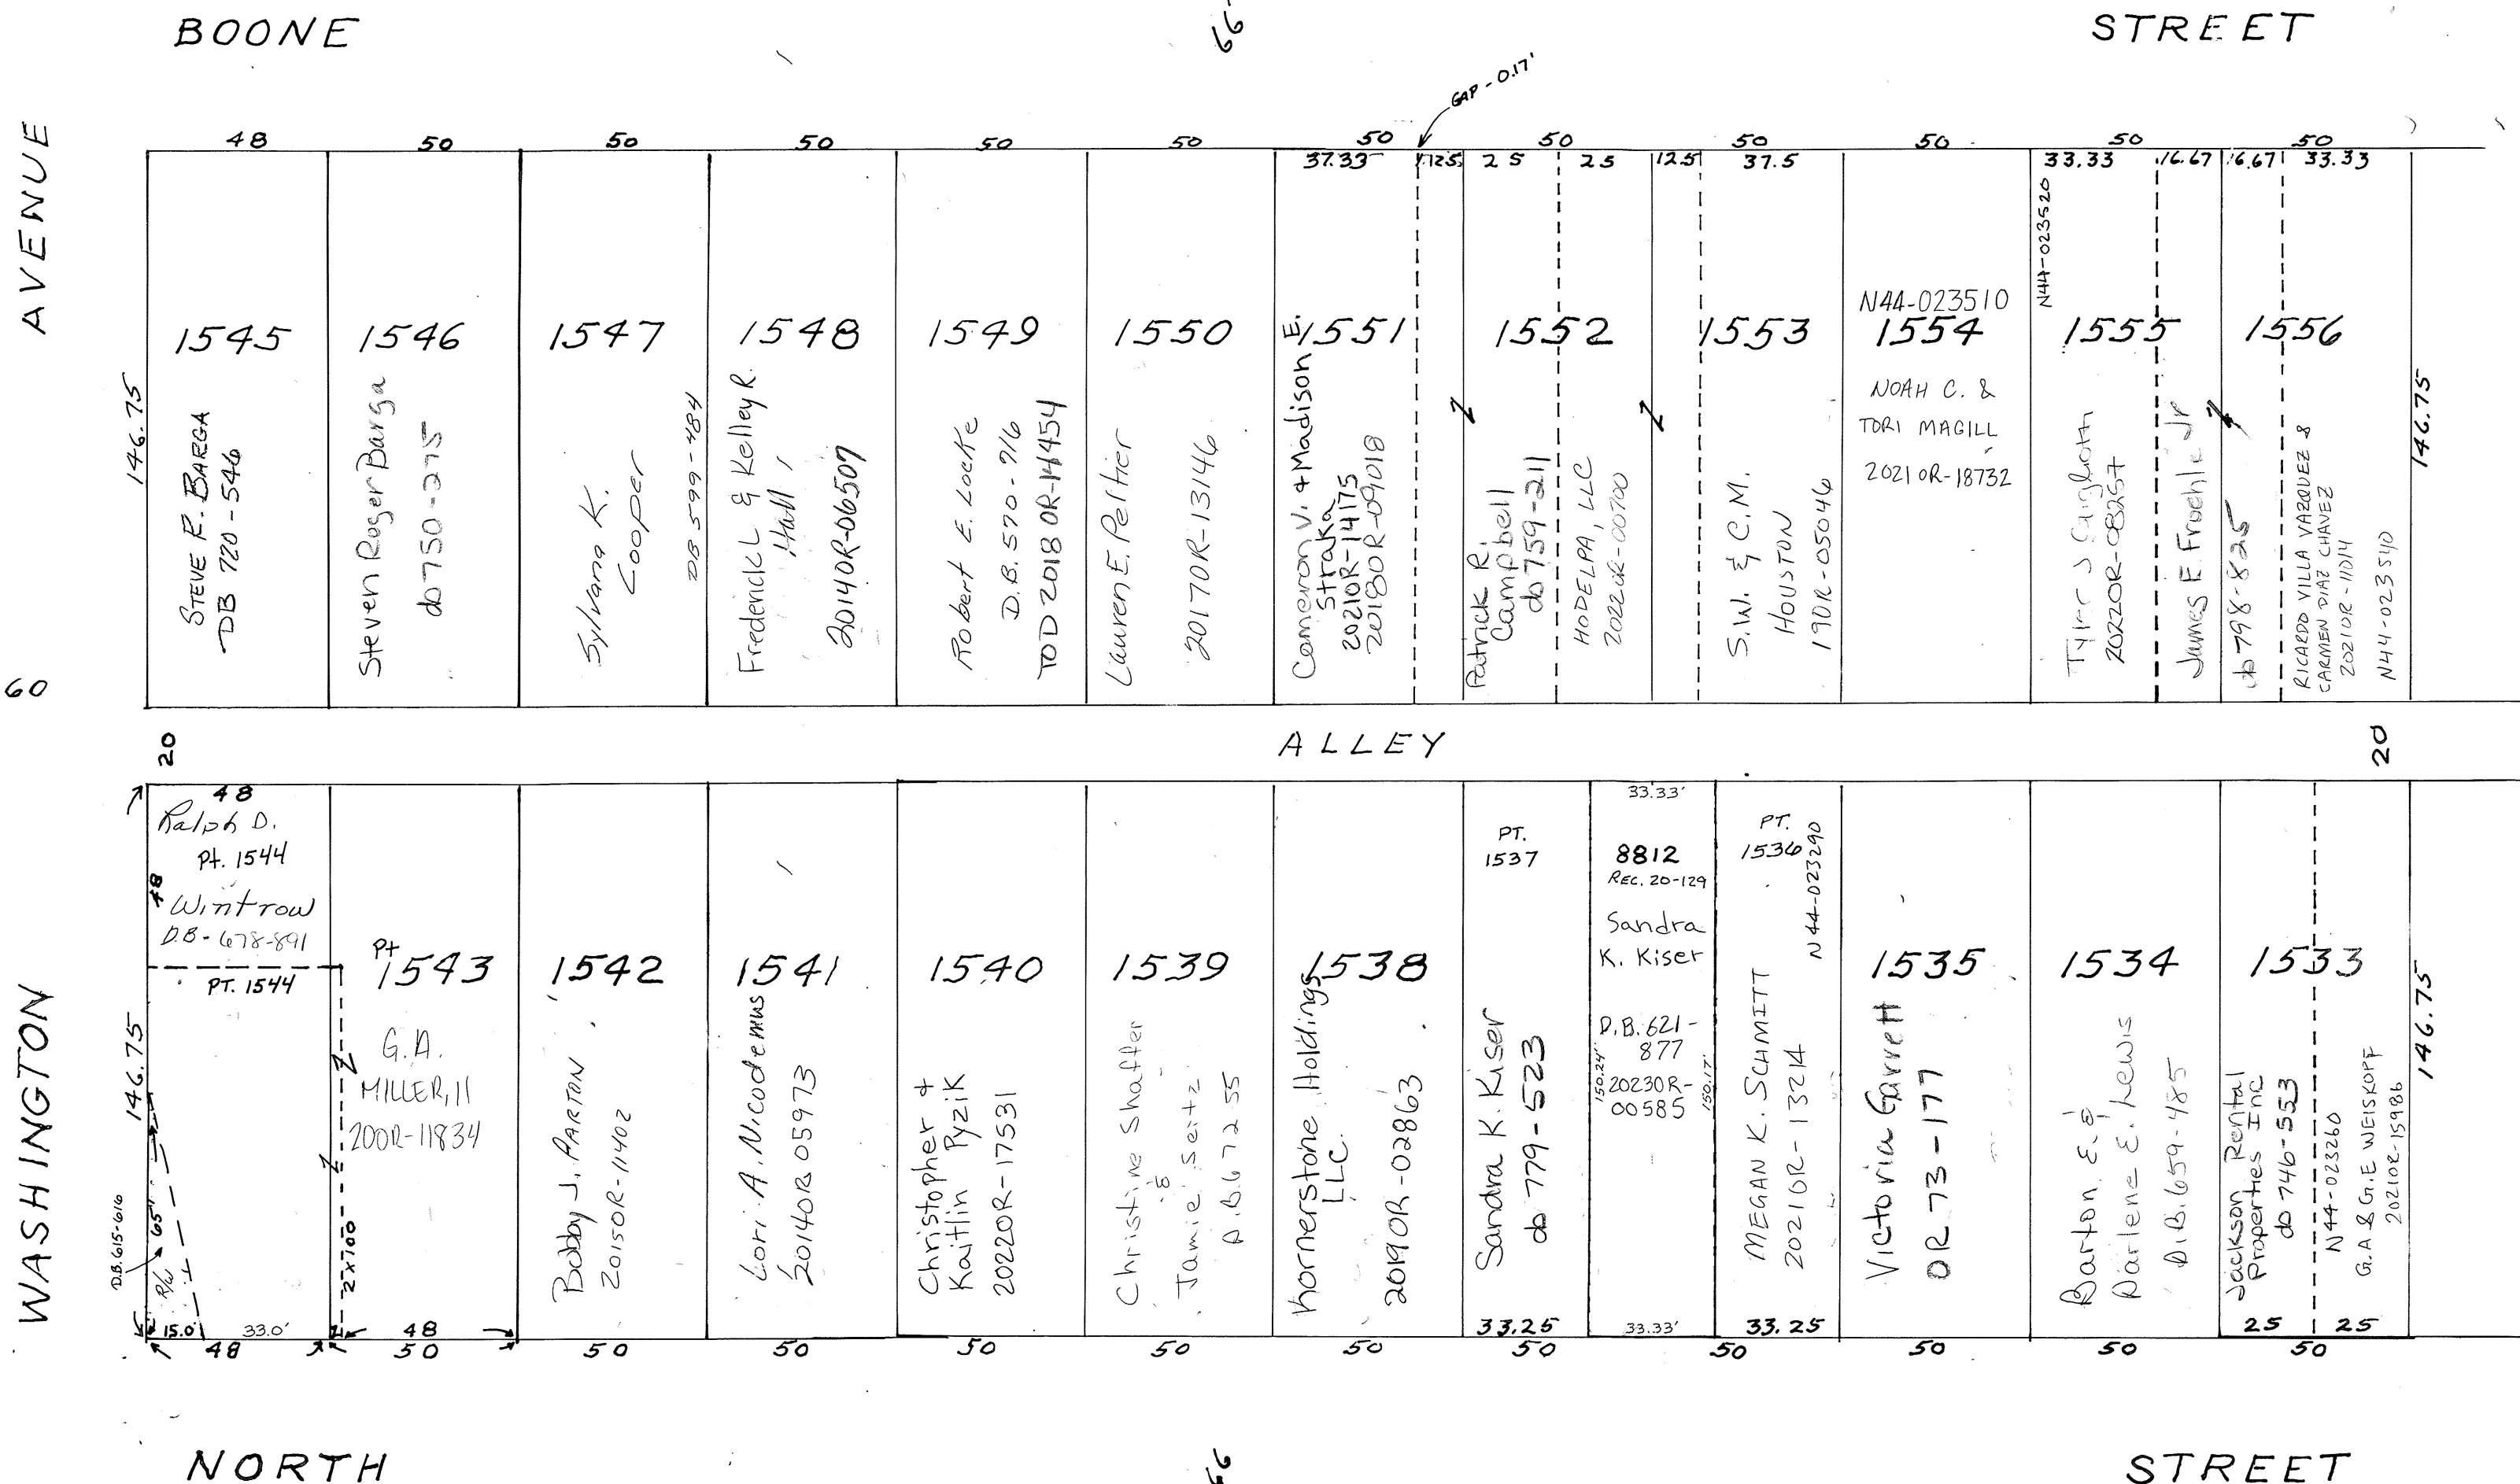 BOONE
66
STREET
GAP - 0.17'
AVENUE
48
50
50
50
50
50
50
50
50
50
50
50
37.33
12.5
25
25
12.5
37.5
33.33
16.67
16.67
33.33
146.75
1545
STEVE R. BARGA
DB 720-546
1546
Steven Roger Barga
db 750-275
1547
Sylvana K.
Cooper
DB 599-484
1548
Frederick L & Kelley R.
Hall
2014OR-06507
1549
Robert E. Locke
D.B. 570-716
TOD 2018 OR-14454
1550
Lauren E. Peltier
2017OR-13146
1551
Cameron V. + Madison E.
Straka
2021OR-14175
2018OR-09018
1552
Patrick R.
Campbell
db 759-211
HODELPA, LLC
2022OR-00700
1553
S.W. & C.M.
HOUSTON
19OR-05046
N44-023510
1554
NOAH C. &
TORI MAGILL
2021 OR-18732
N44-023520
1555
Tyler J
2022OR-08257
James E. Froehle Jr
db 798-825
1556
RICARDO VILLA VAZQUEZ &
CARMEN DIAZ CHAVEZ
2021OR-11014
N44-023540
146.75
60
20
ALLEY
20
48
Ralph D.
Pt. 1544
48
Wintrow
D.B-678-891
PT. 1544
146.75
D.B. 615-616
R/W
65'
15.0'
33.0'
48
2x100
Pt
1543
G.A.
MILLER, II
20OR-11834
48
50
1542
Bobby J. PARTON
2015OR-11402
50
1541
Lori A. Nicodemus
2014OR05973
50
1540
Christopher +
Kaitlin Pyzik
2022OR-17531
50
1539
Christine Shaffer
&
Jamie Seitz
D.B. 672 55
50
1538
Kornerstone Holdings
LLC.
2019OR-02863
50
PT.
1537
Sandra K. Kiser
db 779-523
33.25
50
33.33'
8812
REC. 20-129
Sandra
K. Kiser
D.B. 621-
877
2023OR-
00585
150.24'
150.17'
33.33'
PT.
1536
N44-023290
MEGAN K. SCHMITT
2021OR-13214
33.25
50
1535
Victoria Garrett
OR 73-177
50
1534
Barton E. &
Darlene E. Lewis
D.B. 659-485
50
1533
Jackson Rental
Properties Inc
db 746-553
N44-023260
G.A & G.E WEISKOPF
2021OR-15986
25
25
50
146.75
WASHINGTON
NORTH
66
STREET